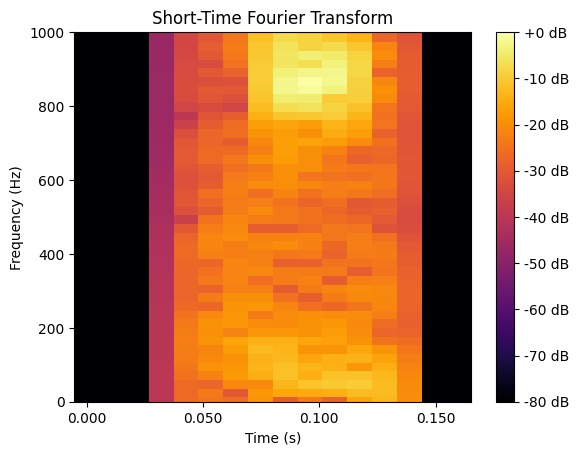 Short-Time Fourier Transform
1000
800
600
400
200
0
Frequency (Hz)
0.000
0.050
0.100
0.150
Time (s)
+0 dB
-10 dB
-20 dB
-30 dB
-40 dB
-50 dB
-60 dB
-70 dB
-80 dB